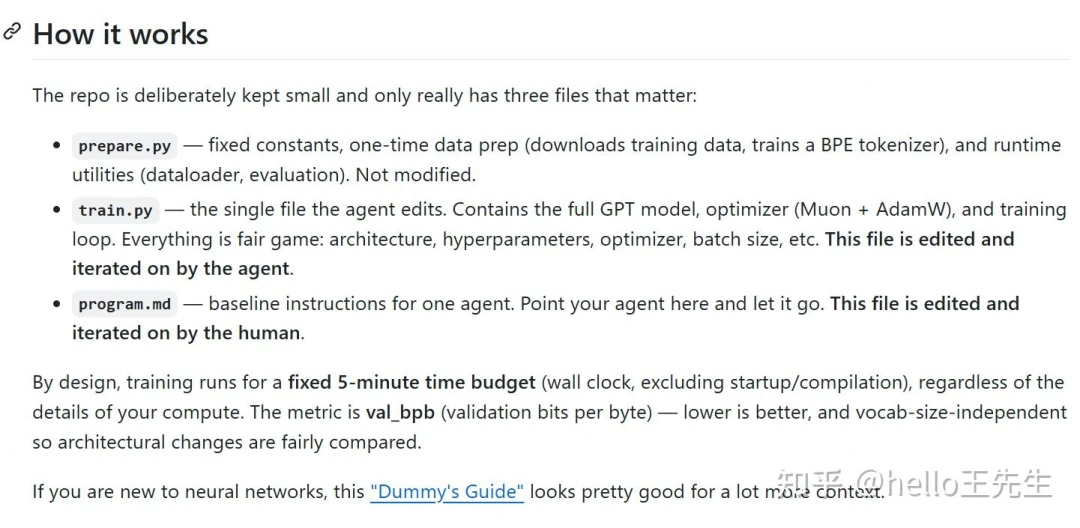 How it works
The repo is deliberately kept small and only really has three files that matter:
• prepare.py — fixed constants, one-time data prep (downloads training data, trains a BPE tokenizer), and runtime
utilities (dataloader, evaluation). Not modified.
• train.py — the single file the agent edits. Contains the full GPT model, optimizer (Muon + AdamW), and training
loop. Everything is fair game: architecture, hyperparameters, optimizer, batch size, etc. This file is edited and
iterated on by the agent.
• program.md — baseline instructions for one agent. Point your agent here and let it go. This file is edited and
iterated on by the human.
By design, training runs for a fixed 5-minute time budget (wall clock, excluding startup/compilation), regardless of the
details of your compute. The metric is val_bpb (validation bits per byte) — lower is better, and vocab-size-independent
so architectural changes are fairly compared.
If you are new to neural networks, this "Dummy's Guide" looks pretty good for a lot more context.
知乎 @hello王先生